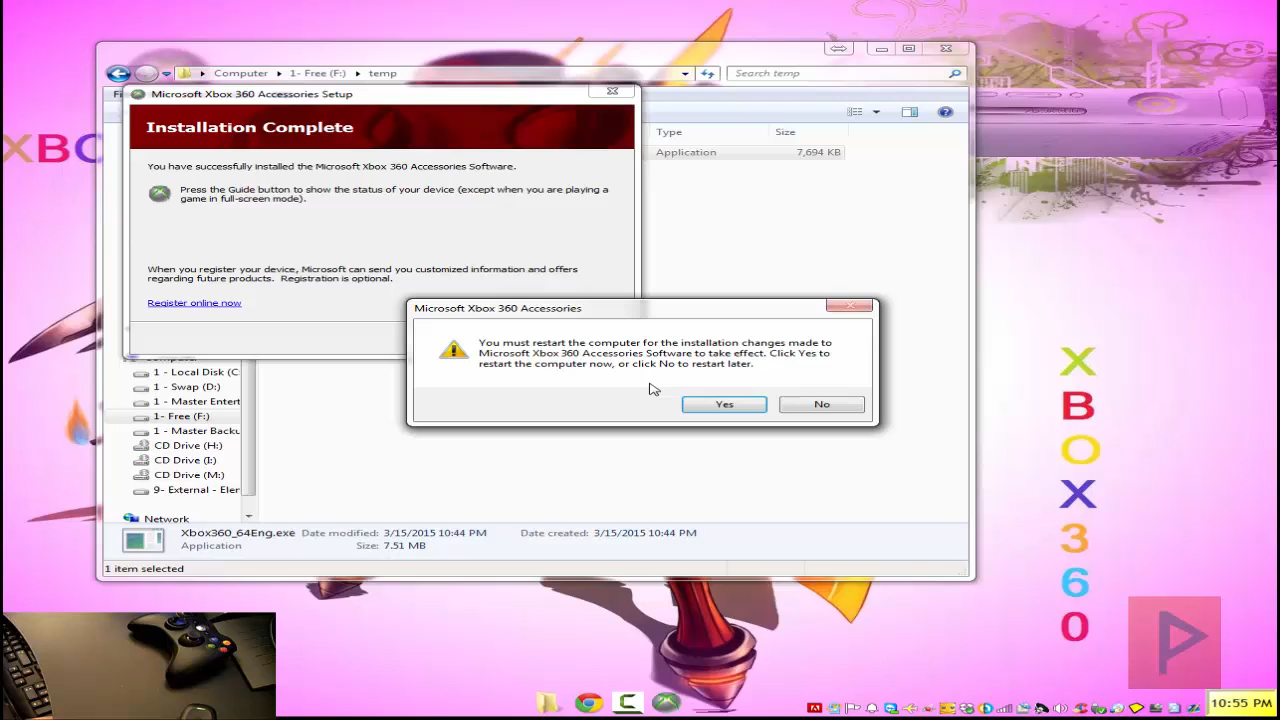 Computer
1- Free (F:)
temp
Search temp
Microsoft Xbox 360 Accessories Setup
Installation Complete
You have successfully installed the Microsoft Xbox 360 Accessories Software.
Press the Guide button to show the status of your device (except when you are playing a
game in full-screen mode).
When you register your device, Microsoft can send you customized information and offers
regarding future products. Registration is optional.
Register online now
Type
Size
Application
7,694 KB
Microsoft Xbox 360 Accessories
You must restart the computer for the installation changes made to
Microsoft Xbox 360 Accessories Software to take effect. Click Yes to
restart the computer now, or click No to restart later.
Yes
No
1 - Local Disk (C
1 - Swap (D:)
1 - Master Entert
1- Free (F:)
1 - Master Backu
CD Drive (H:)
CD Drive (I:)
CD Drive (M:)
9- External - Eler
Network
Xbox360_64Eng.exe
Date modified: 3/15/2015 10:44 PM
Date created: 3/15/2015 10:44 PM
Application
Size: 7.51 MB
1 item selected
XBO
X
B
O
X
3
6
0
10:55 PM